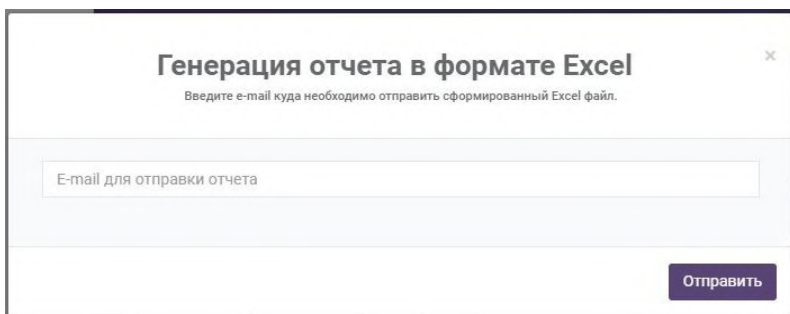 Генерация отчета в формате Excel
×
Введите e-mail куда необходимо отправить сформированный Excel файл.
E-mail для отправки отчета
Отправить